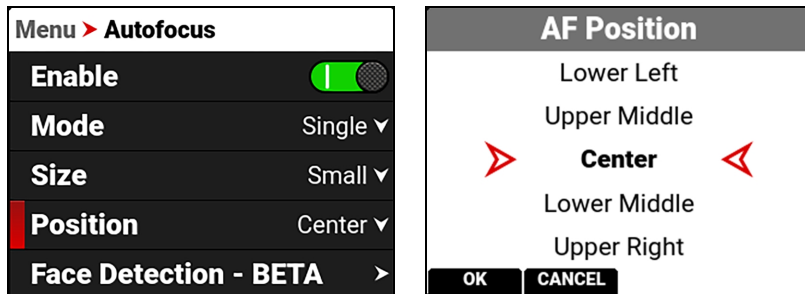 Menu ➤ Autofocus
Enable
Mode Single
Size Small
Position Center
Face Detection - BETA
AF Position
Lower Left
Upper Middle
Center
Lower Middle
Upper Right
OK CANCEL